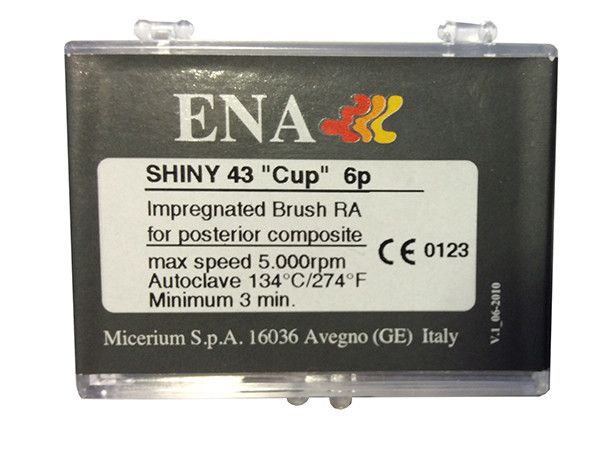 ENA
SHINY 43 "Cup" 6p
Impregnated Brush RA
for posterior composite
max speed 5.000rpm
Autoclave 134°C/274°F
Minimum 3 min.
CE 0123
Micerium S.p.A. 16036 Avegno (GE) Italy
V.1_06-2010